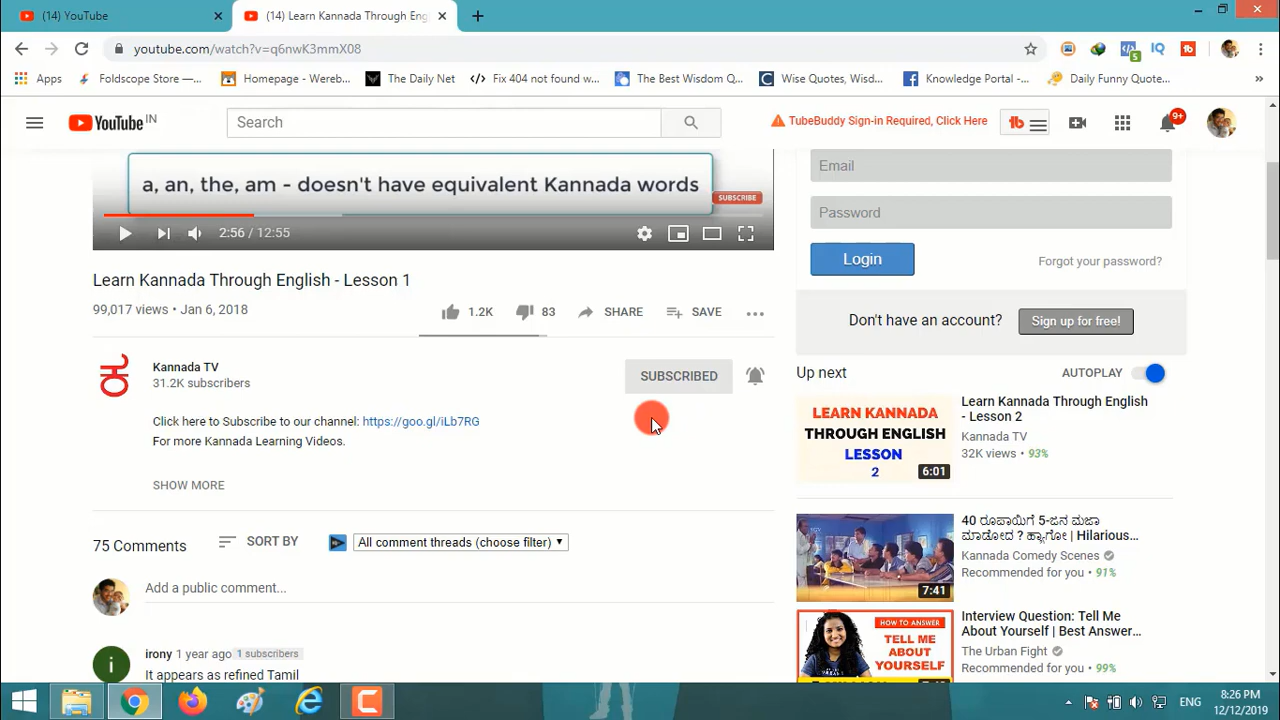 (14) YouTube
(14) Learn Kannada Through Eng
youtube.com/watch?v=q6nwK3mmX08
5
IQ
tb
Apps
Foldscope Store —...
Homepage - Wereb...
The Daily Net
Fix 404 not found w...
The Best Wisdom Q...
Wise Quotes, Wisd...
Knowledge Portal -...
Daily Funny Quote...
»
YouTube IN
Search
TubeBuddy Sign-in Required, Click Here
tb
9+
a, an, the, am - doesn't have equivalent Kannada words
SUBSCRIBE
2:56 / 12:55
Learn Kannada Through English - Lesson 1
99,017 views • Jan 6, 2018
1.2K
83
SHARE
SAVE
ಕ
Kannada TV
31.2K subscribers
SUBSCRIBED
Click here to Subscribe to our channel: https://goo.gl/iLb7RG
For more Kannada Learning Videos.
SHOW MORE
75 Comments
SORT BY
All comment threads (choose filter)
Add a public comment...
i
irony 1 year ago 1 subscribers
It appears as refined Tamil
Email
Password
Login
Forgot your password?
Don't have an account?
Sign up for free!
Up next
AUTOPLAY
LEARN KANNADA
THROUGH ENGLISH
LESSON
2
6:01
Learn Kannada Through English
- Lesson 2
Kannada TV
32K views • 93%
7:41
40 ರೂಪಾಯಿಗೆ 5-ಜನ ಮಜಾ
ಮಾಡೋದ ? ಹ್ಯಾಗೋ | Hilarious...
Kannada Comedy Scenes
Recommended for you • 91%
HOW TO ANSWER
TELL ME
ABOUT
YOURSELF
Interview Question: Tell Me
About Yourself | Best Answer...
The Urban Fight
Recommended for you • 99%
ENG
8:26 PM
12/12/2019